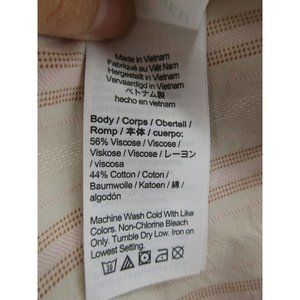 Made in Vietnam
Fabriqué au Viêt Nam
Hergestelt in Vietnam
Vervaardigd in Vietnam
ベトナム製
hecho en vietnam
Body / Corps / Oberteil /
Romp / 本体 / cuerpo:
56% Viscose / Viscose /
Viskose / Viscose / レーヨン
/ viscosa
44% Cotton / Coton /
Baumwolle / Katoen / 綿 /
algodón
Machine Wash Cold With Like
Colors. Non-Chlorine Bleach
Only. Tumble Dry Low. Iron on
Lowest Setting.